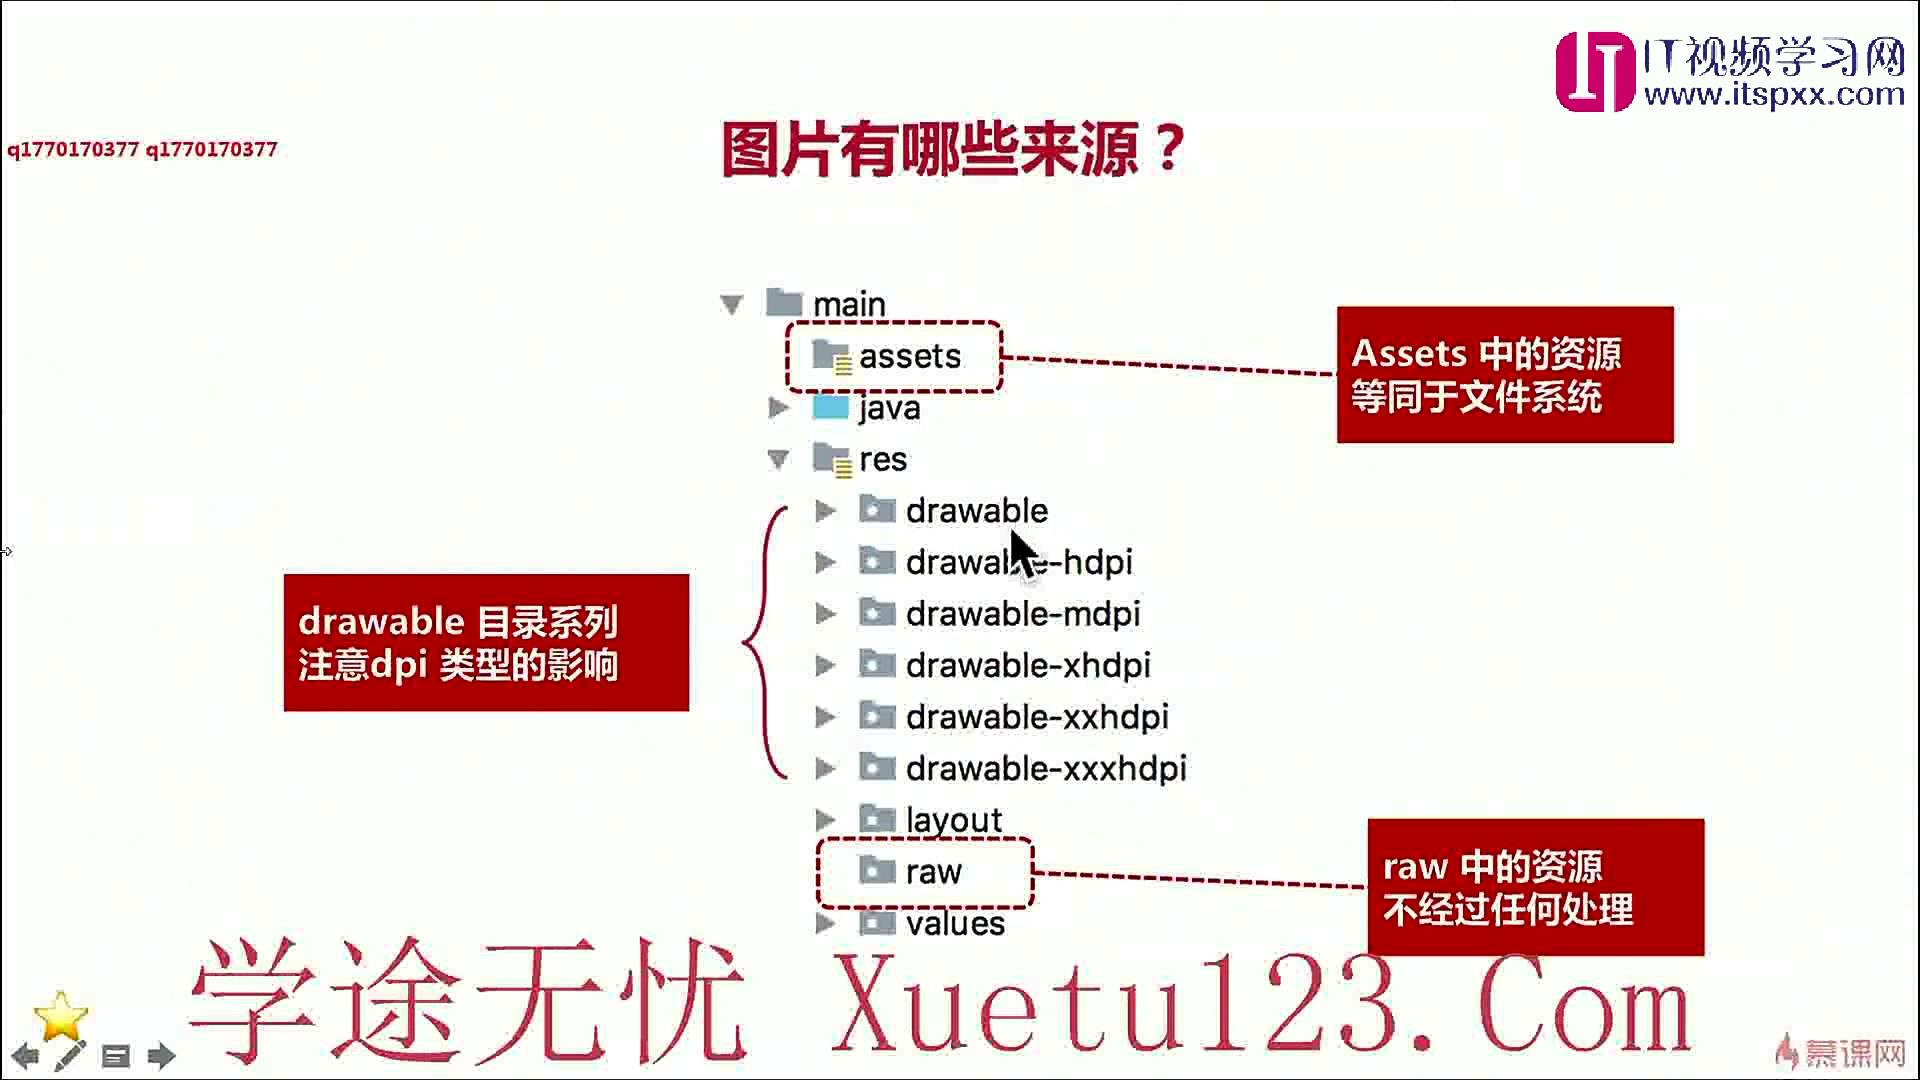 IT视频学习网
www.itspxx.com
q1770170377 q1770170377
图片有哪些来源？
main
assets
java
res
drawable
drawable-hdpi
drawable-mdpi
drawable-xhdpi
drawable-xxhdpi
drawable-xxxhdpi
layout
raw
values
Assets 中的资源
等同于文件系统
drawable 目录系列
注意dpi 类型的影响
raw 中的资源
不经过任何处理
学途无忧 Xuetu123.Com
慕课网